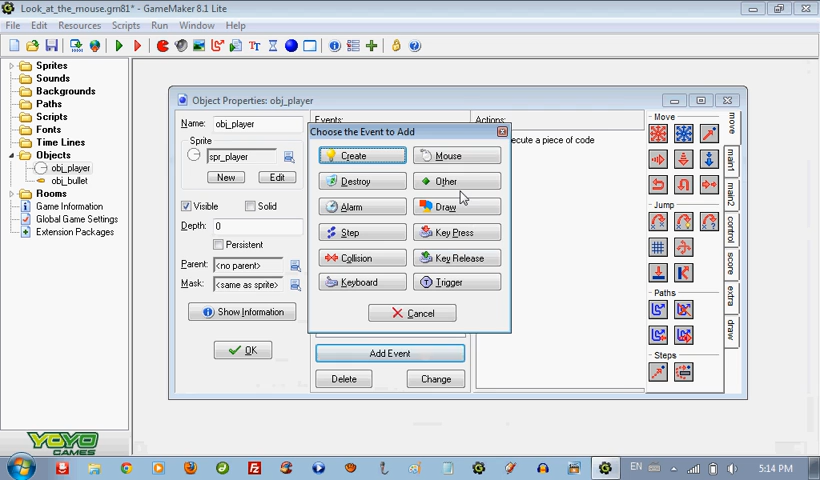 Look_at_the_mouse.gm81* - GameMaker 8.1 Lite
File Edit Resources Scripts Run Window Help
Sprites
Sounds
Backgrounds
Paths
Scripts
Fonts
Time Lines
Objects
obj_player
obj_bullet
Rooms
Game Information
Global Game Settings
Extension Packages
YOYO
GAMES
Object Properties: obj_player
Name: obj_player
Sprite
spr_player
New Edit
Visible Solid
Depth: 0
Persistent
Parent: <no parent>
Mask: <same as sprite>
Show Information
OK
Events:
Choose the Event to Add
Create Mouse
Destroy Other
Alarm Draw
Step Key Press
Collision Key Release
Keyboard Trigger
Cancel
Add Event
Delete Change
Actions:
ecute a piece of code
Move
Jump
Paths
Steps
move
main1
main2
control
score
extra
draw
EN 5:14 PM